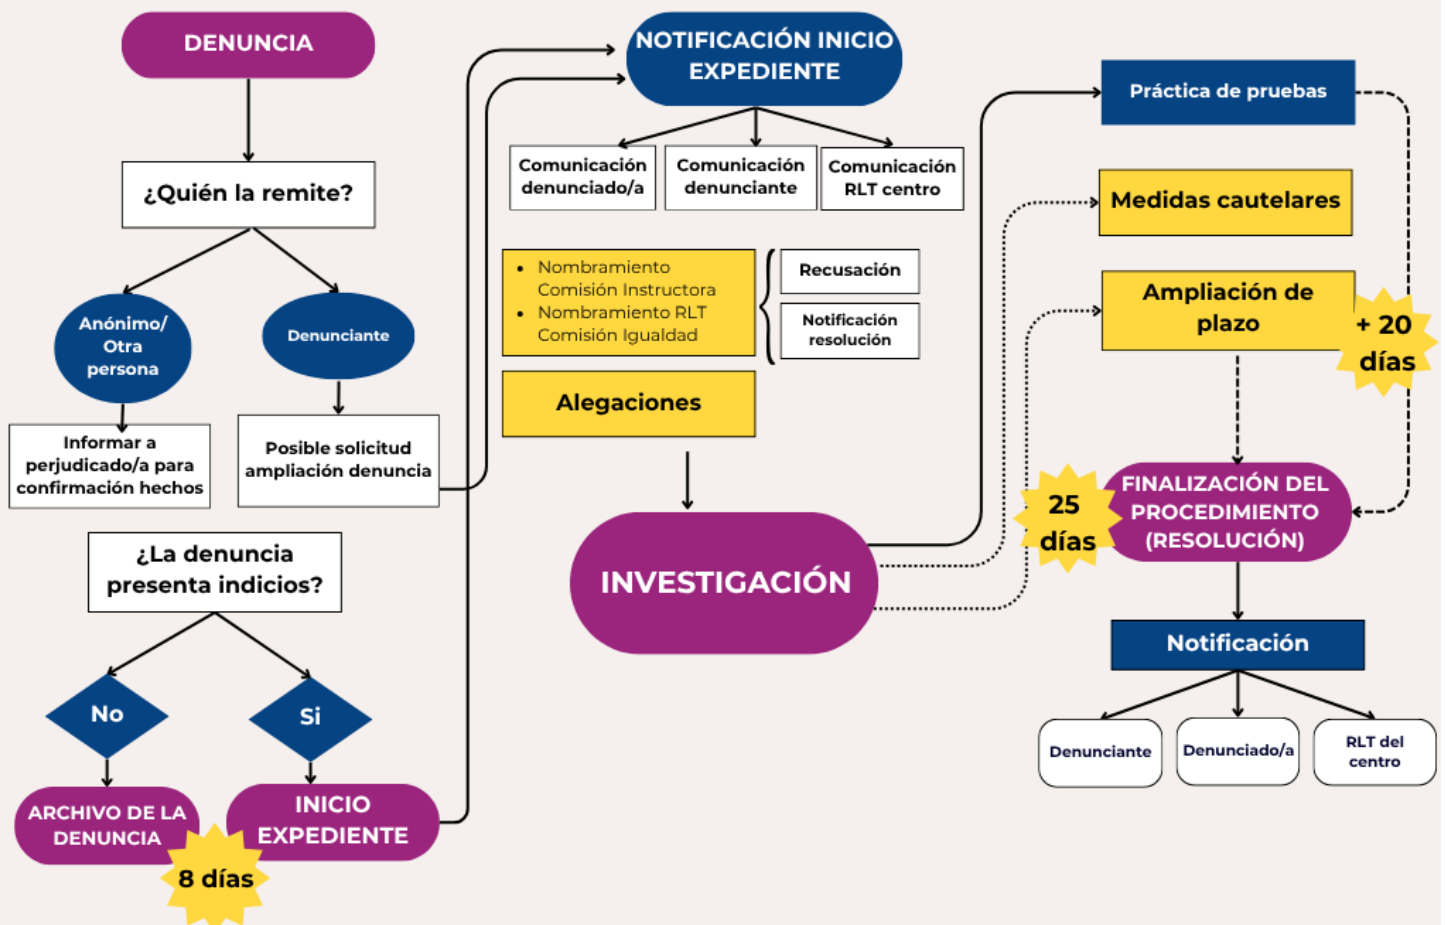 DENUNCIA
¿Quién la remite?
Anónimo/
Otra
persona
Denunciante
Informar a
perjudicado/a para
confirmación hechos
Posible solicitud
ampliación denuncia
¿La denuncia
presenta indicios?
No
Si
ARCHIVO DE LA
DENUNCIA
INICIO
EXPEDIENTE
8 días
NOTIFICACIÓN INICIO
EXPEDIENTE
Comunicación
denunciado/a
Comunicación
denunciante
Comunicación
RLT centro
• Nombramiento
Comisión Instructora
• Nombramiento RLT
Comisión Igualdad
Recusación
Notificación
resolución
Alegaciones
INVESTIGACIÓN
Práctica de pruebas
Medidas cautelares
Ampliación de
plazo
+ 20
días
25
días
FINALIZACIÓN DEL
PROCEDIMIENTO
(RESOLUCIÓN)
Notificación
Denunciante
Denunciado/a
RLT del
centro